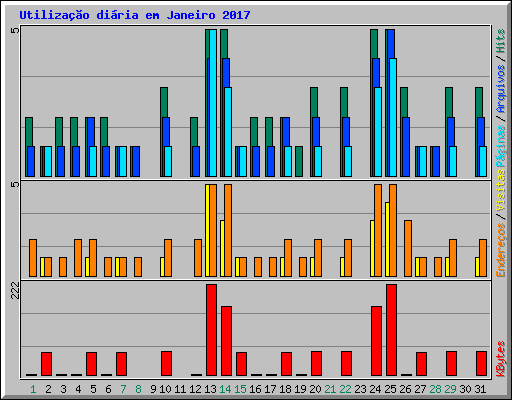 Utilização diária em Janeiro 2017
5
5
222
Endereços / Visitas Páginas / Arquivos / Hits
KBytes
1 2 3 4 5 6 7 8 9 10 11 12 13 14 15 16 17 18 19 20 21 22 23 24 25 26 27 28 29 30 31